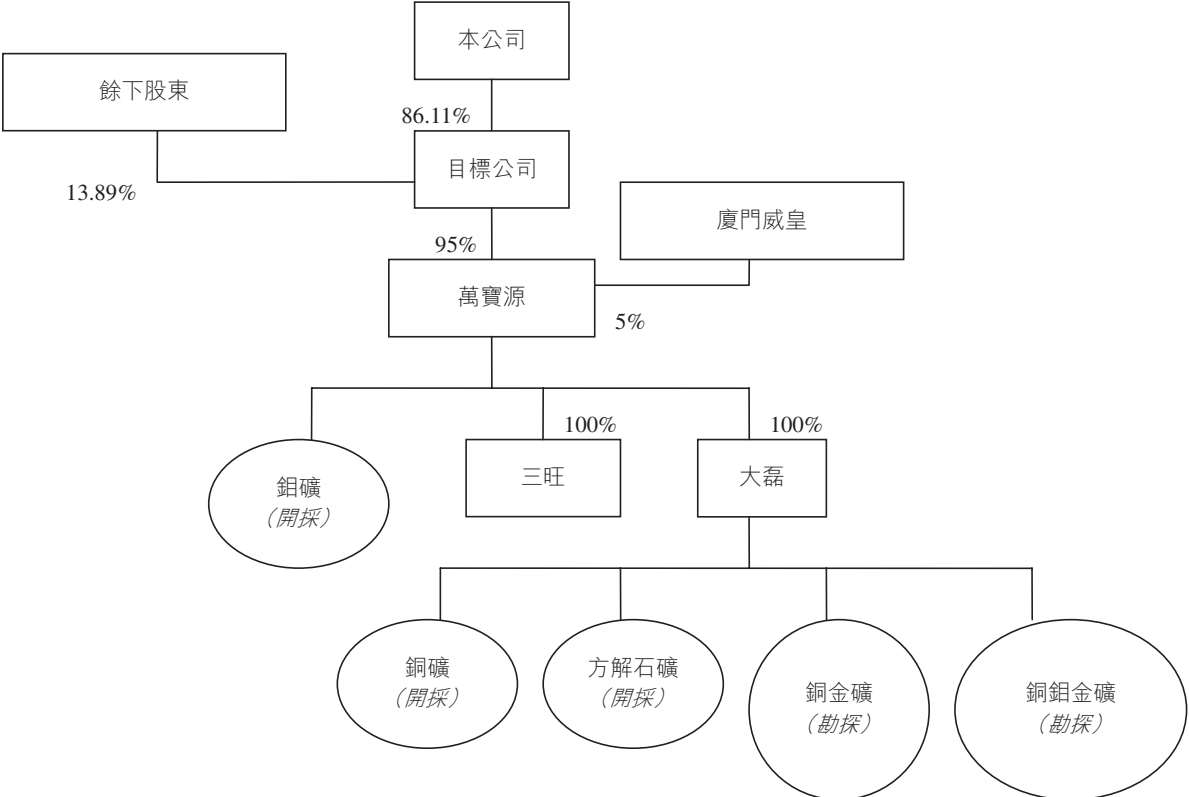 本公司
餘下股東
86.11%
目標公司
13.89%
廈門威皇
95%
萬寶源
5%
100%
100%
鉬礦
（開採）
三旺
大磊
銅礦
（開採）
方解石礦
（開採）
銅金礦
（勘探）
銅鉬金礦
（勘探）